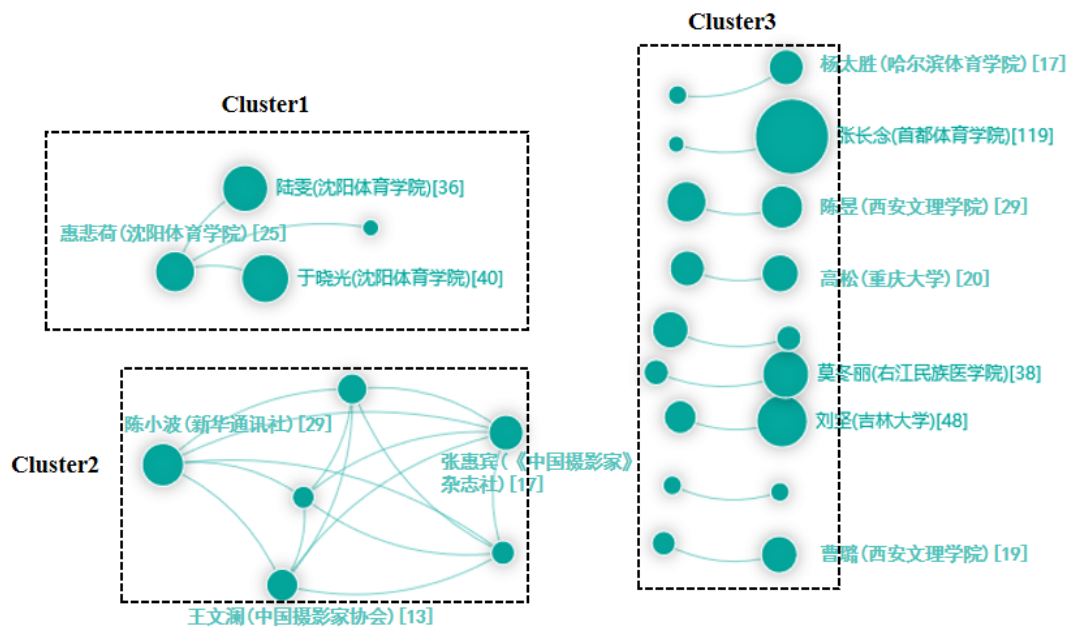 Cluster1
陆雯(沈阳体育学院)[36]
惠悲荷(沈阳体育学院)[25]
于晓光(沈阳体育学院)[40]
Cluster2
陈小波(新华通讯社)[29]
张惠宾(《中国摄影家》
杂志社)[17]
王文澜(中国摄影家协会)[13]
Cluster3
杨太胜(哈尔滨体育学院)[17]
张长念(首都体育学院)[119]
陈昱(西安文理学院)[29]
高松(重庆大学)[20]
莫冬丽(右江民族医学院)[38]
刘坚(吉林大学)[48]
曹璐(西安文理学院)[19]